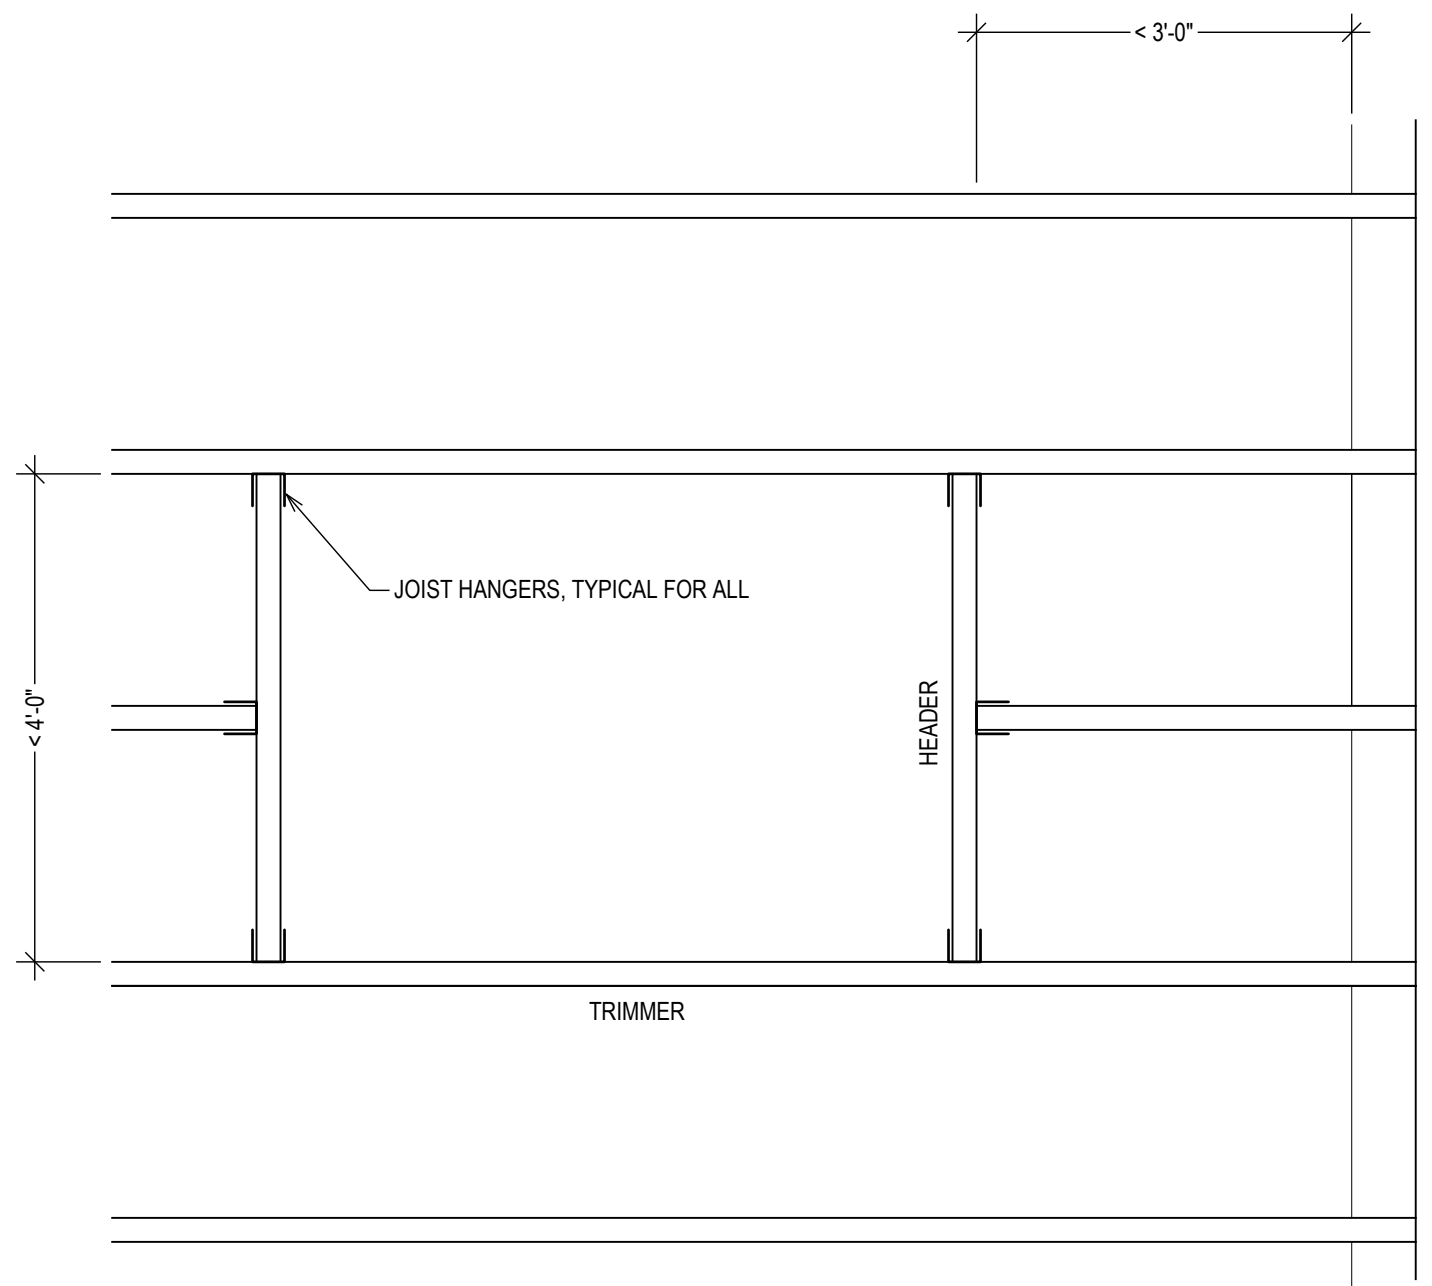 < 3'-0"
JOIST HANGERS, TYPICAL FOR ALL
< 4'-0"
HEADER
TRIMMER